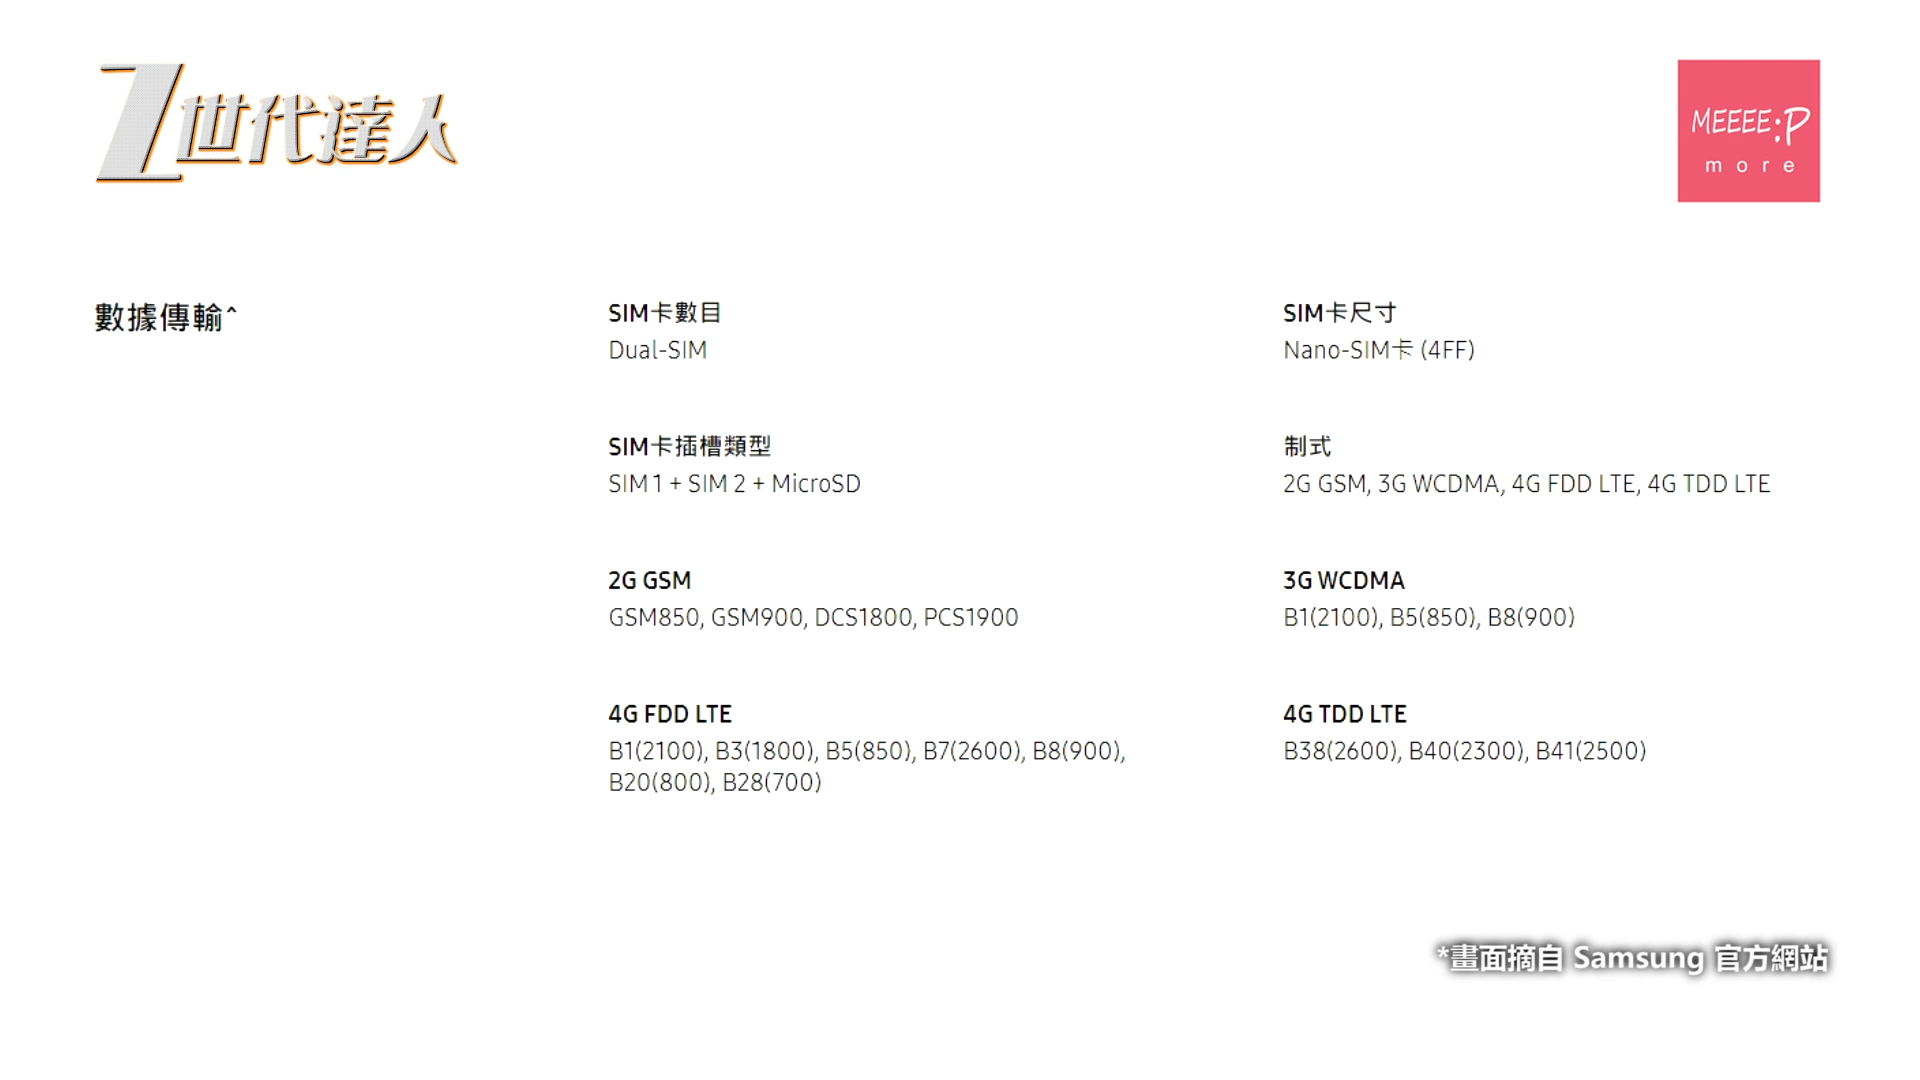 Z世代達人
MEEEE:P
more
數據傳輸^
SIM卡數目
Dual-SIM
SIM卡尺寸
Nano-SIM卡 (4FF)
SIM卡插槽類型
SIM 1 + SIM 2 + MicroSD
制式
2G GSM, 3G WCDMA, 4G FDD LTE, 4G TDD LTE
2G GSM
GSM850, GSM900, DCS1800, PCS1900
3G WCDMA
B1(2100), B5(850), B8(900)
4G FDD LTE
B1(2100), B3(1800), B5(850), B7(2600), B8(900),
B20(800), B28(700)
4G TDD LTE
B38(2600), B40(2300), B41(2500)
*畫面摘自 Samsung 官方網站